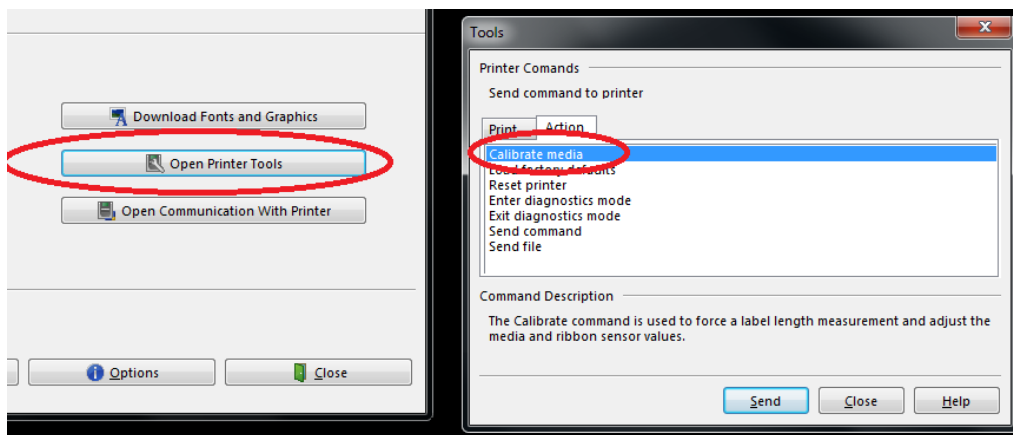 Download Fonts and Graphics
Open Printer Tools
Open Communication With Printer
Options
Close
Tools
X
Printer Comands
Send command to printer
Print Action
Calibrate media
Load factory defaults
Reset printer
Enter diagnostics mode
Exit diagnostics mode
Send command
Send file
Command Description
The Calibrate command is used to force a label length measurement and adjust the
media and ribbon sensor values.
Send Close Help